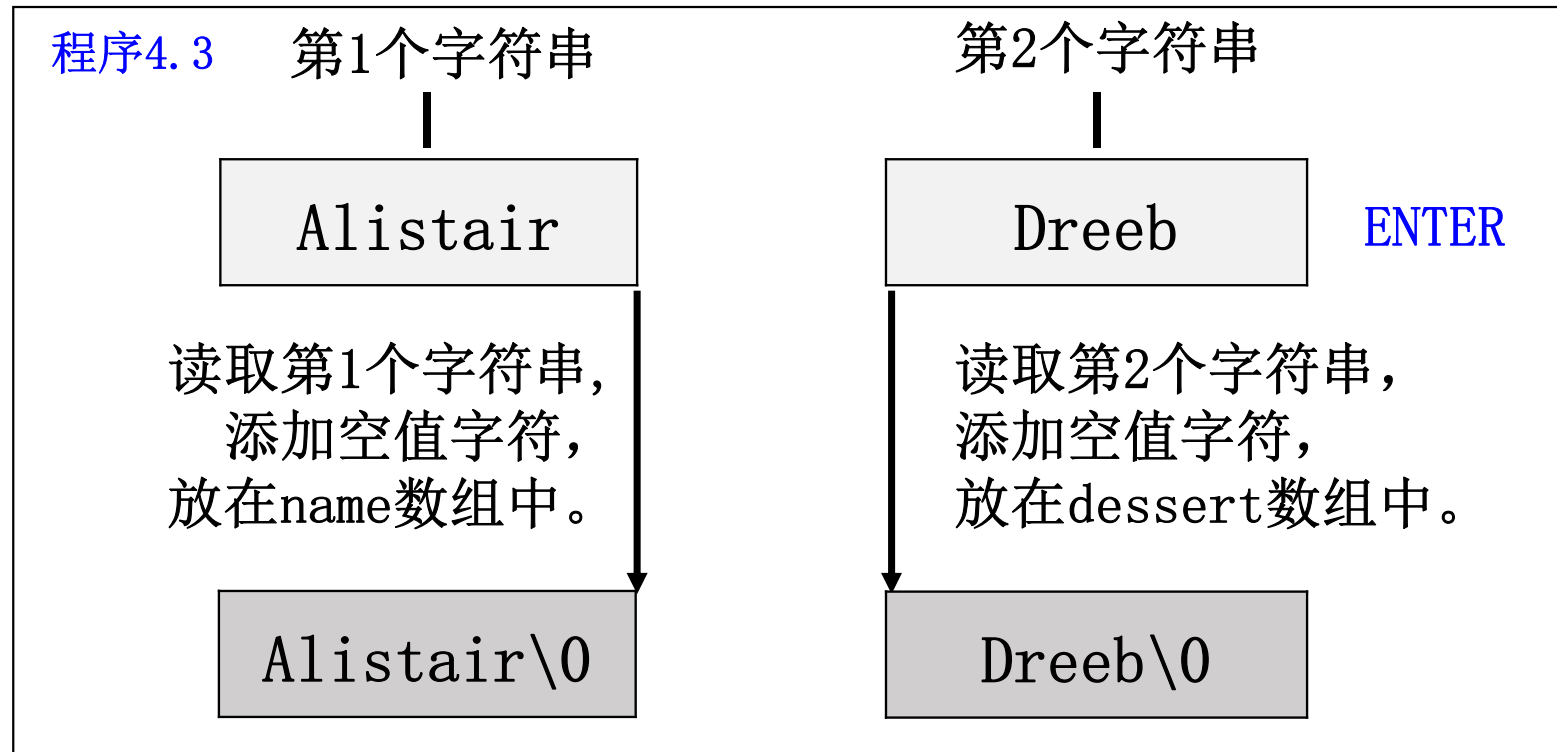 程序4.3
第1个字符串
第2个字符串
Alistair
Dreeb
ENTER
读取第1个字符串,
添加空值字符，
放在name数组中。
读取第2个字符串，
添加空值字符，
放在dessert数组中。
Alistair\0
Dreeb\0